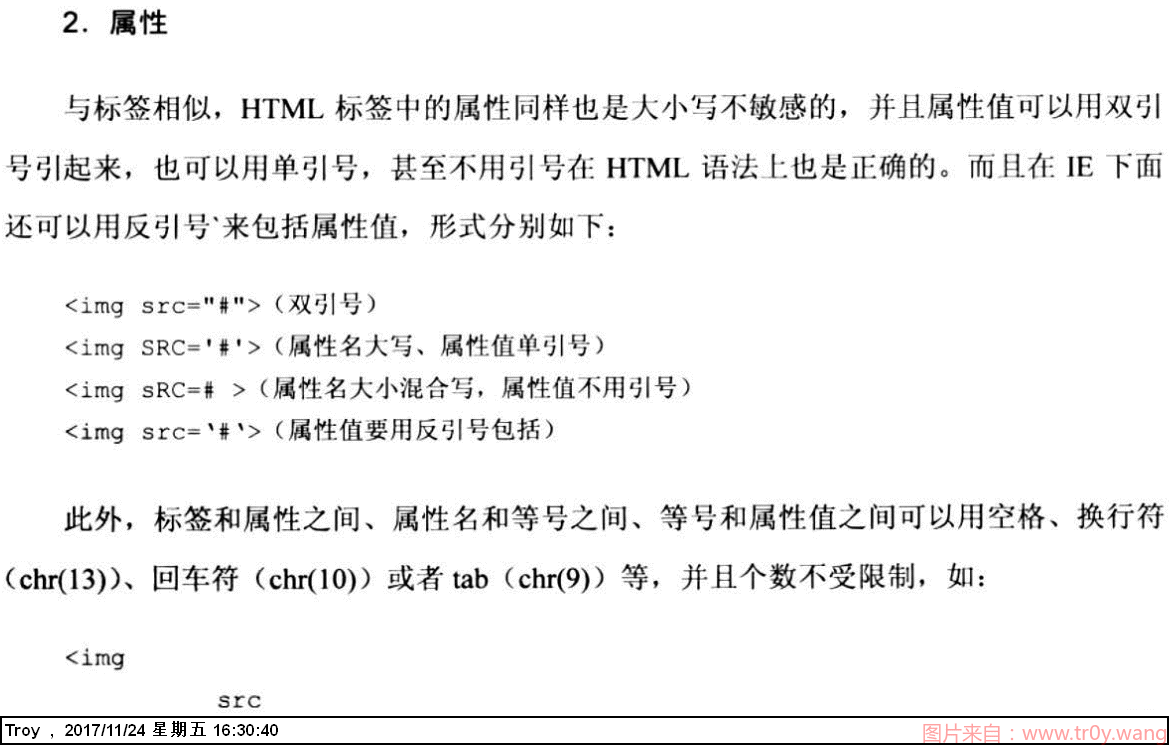 2. 属性
与标签相似，HTML 标签中的属性同样也是大小写不敏感的，并且属性值可以用双引
号引起来，也可以用单引号，甚至不用引号在 HTML 语法上也是正确的。而且在 IE 下面
还可以用反引号`来包括属性值，形式分别如下：
<img src="#">（双引号）
<img SRC='#'>（属性名大写、属性值单引号）
<img sRC=# >（属性名大小混合写，属性值不用引号）
<img src=`#`>（属性值要用反引号包括）
此外，标签和属性之间、属性名和等号之间、等号和属性值之间可以用空格、换行符
（chr(13)）、回车符（chr(10)）或者 tab（chr(9)）等，并且个数不受限制，如：
<img
src
Troy , 2017/11/24 星期五 16:30:40
图片来自：www.tr0y.wang